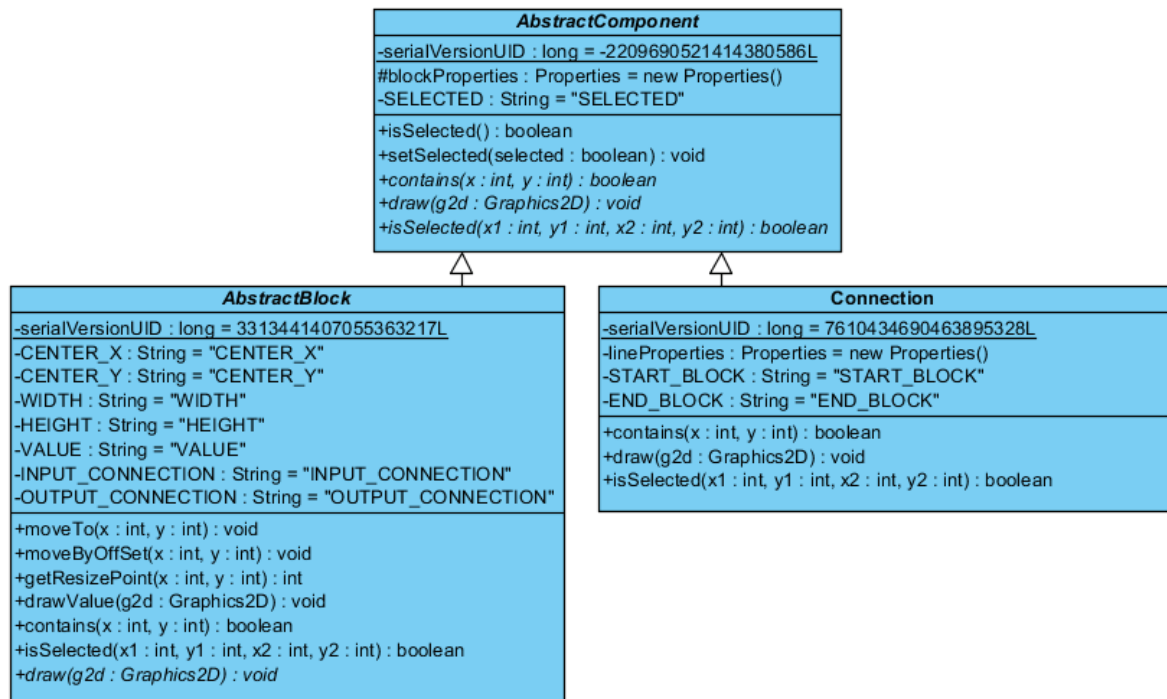 AbstractComponent
-serialVersionUID : long = -2209690521414380586L
#blockProperties : Properties = new Properties()
-SELECTED : String = "SELECTED"
+isSelected() : boolean
+setSelected(selected : boolean) : void
+contains(x : int, y : int) : boolean
+draw(g2d : Graphics2D) : void
+isSelected(x1 : int, y1 : int, x2 : int, y2 : int) : boolean
AbstractBlock
-serialVersionUID : long = 3313441407055363217L
-CENTER_X : String = "CENTER_X"
-CENTER_Y : String = "CENTER_Y"
-WIDTH : String = "WIDTH"
-HEIGHT : String = "HEIGHT"
-VALUE : String = "VALUE"
-INPUT_CONNECTION : String = "INPUT_CONNECTION"
-OUTPUT_CONNECTION : String = "OUTPUT_CONNECTION"
+moveTo(x : int, y : int) : void
+moveByOffSet(x : int, y : int) : void
+getResizePoint(x : int, y : int) : int
+drawValue(g2d : Graphics2D) : void
+contains(x : int, y : int) : boolean
+isSelected(x1 : int, y1 : int, x2 : int, y2 : int) : boolean
+draw(g2d : Graphics2D) : void
Connection
-serialVersionUID : long = 7610434690463895328L
-lineProperties : Properties = new Properties()
-START_BLOCK : String = "START_BLOCK"
-END_BLOCK : String = "END_BLOCK"
+contains(x : int, y : int) : boolean
+draw(g2d : Graphics2D) : void
+isSelected(x1 : int, y1 : int, x2 : int, y2 : int) : boolean